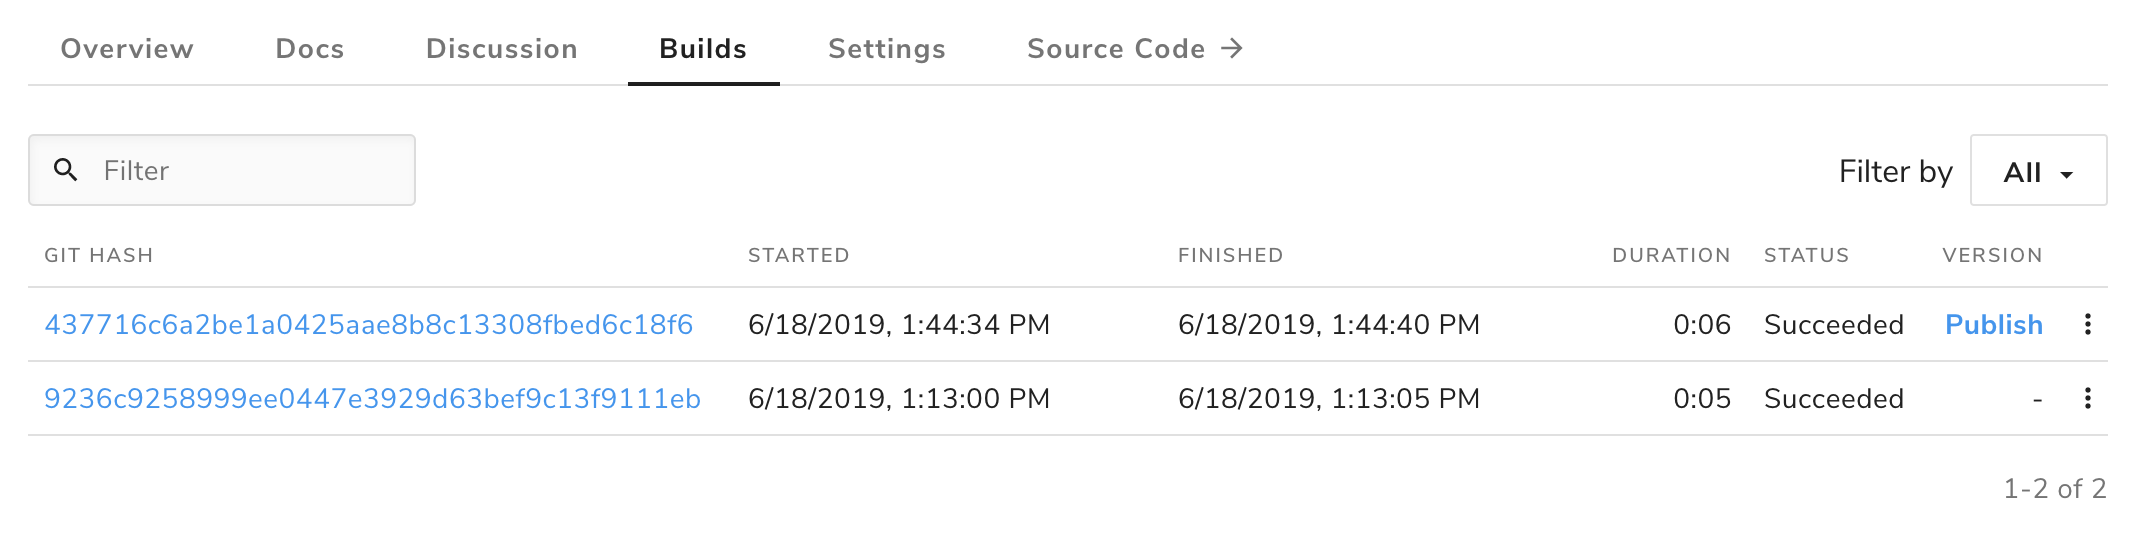 Overview Docs Discussion Builds Settings Source Code →
Filter Filter by All
GIT HASH STARTED FINISHED DURATION STATUS VERSION
437716c6a2be1a0425aae8b8c13308fbed6c18f6 6/18/2019, 1:44:34 PM 6/18/2019, 1:44:40 PM 0:06 Succeeded Publish
9236c9258999ee0447e3929d63bef9c13f9111eb 6/18/2019, 1:13:00 PM 6/18/2019, 1:13:05 PM 0:05 Succeeded -
1-2 of 2